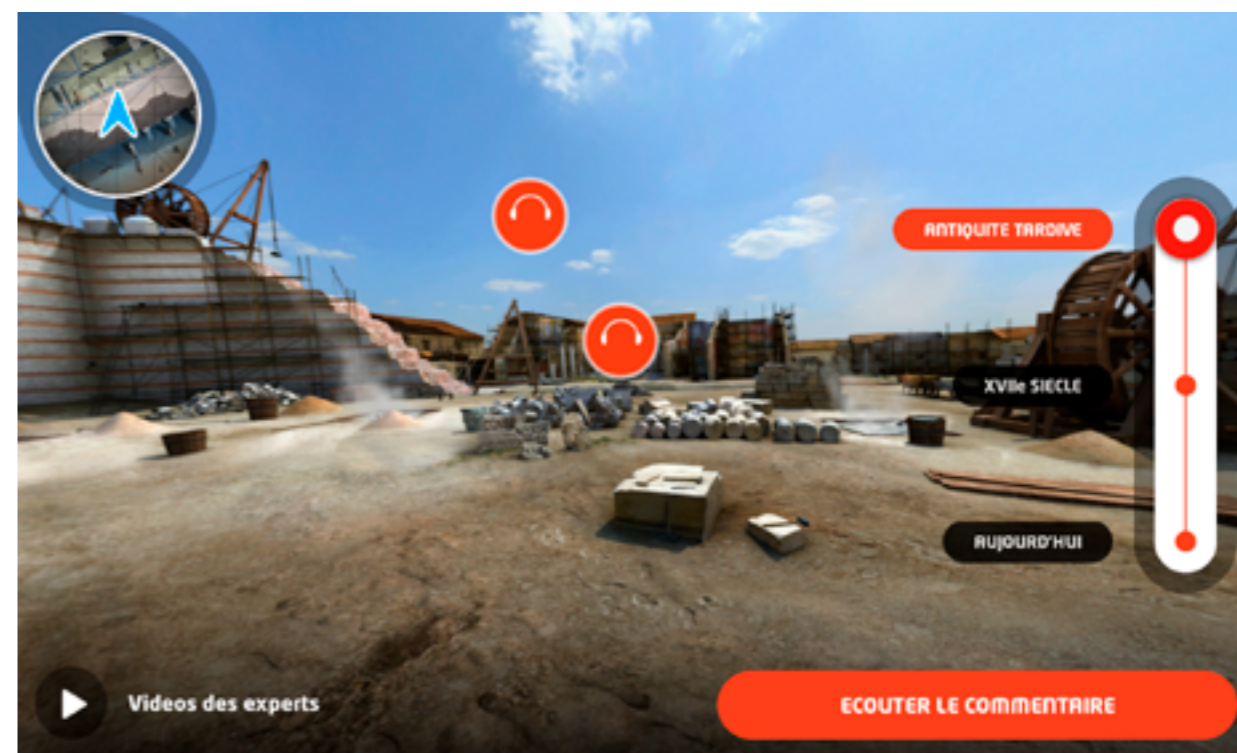 ANTIQUITE TARDIVE
XVIIe SIECLE
AUJOURD'HUI
Videos des experts
ECOUTER LE COMMENTAIRE